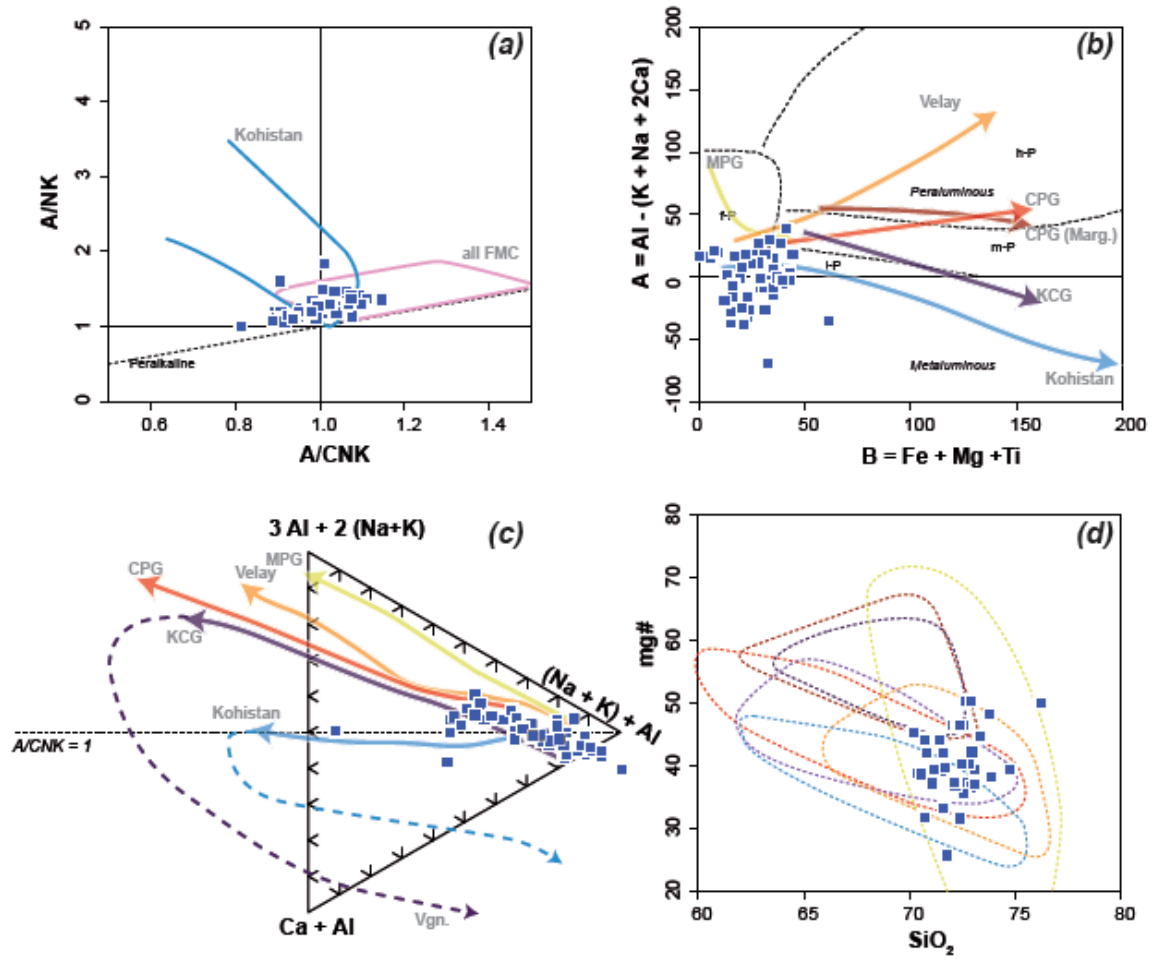 (a)
5
4
3
2
1
0
A/NK
Kohistan
all FMC
Peralkaline
0.6
0.8
1.0
1.2
1.4
A/CNK
(b)
200
150
100
50
0
-50
-100
A = Al - (K + Na + 2Ca)
Velay
MPG
h-P
Peraluminous
CPG
f-P
CPG (Marg.)
m-P
l-P
KCG
Metaluminous
Kohistan
0
50
100
150
200
B = Fe + Mg +Ti
3 Al + 2 (Na+K)
(c)
MPG
CPG
Velay
KCG
(Na + K) + Al
Kohistan
A/CNK = 1
Vgn.
Ca + Al
(d)
80
70
60
50
40
30
20
mg#
60
65
70
75
80
SiO₂